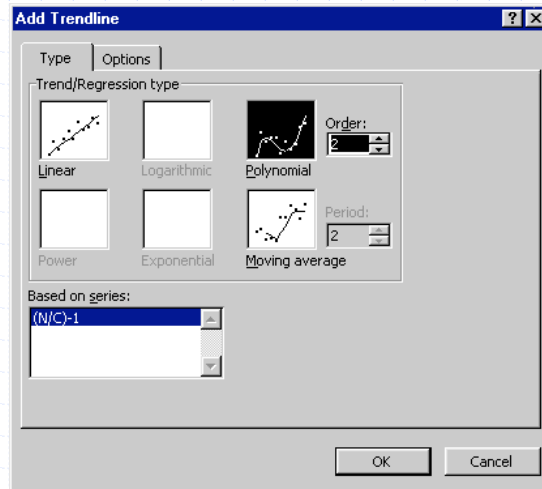 Add Trendline
Type Options
Trend/Regression type
Linear Logarithmic Polynomial
Order:
2
Power Exponential Moving average
Period:
2
Based on series:
(N/C)-1
OK Cancel